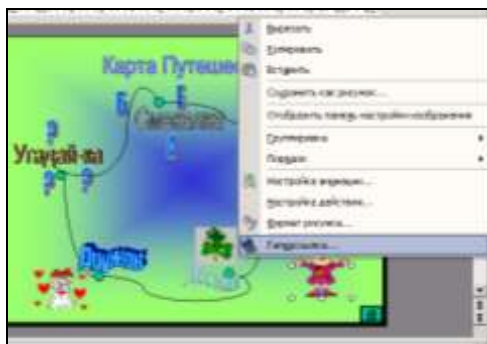 Карта Путешес
Б
Е
?
Угадай-ка
? ?
Вырезать
Копировать
Вставить
Сохранить как рисунок...
Отобразить панель настройки изображения
Группировка
Порядок
Настройка анимации...
Настройка действия...
Формат рисунка...
Гиперссылка...